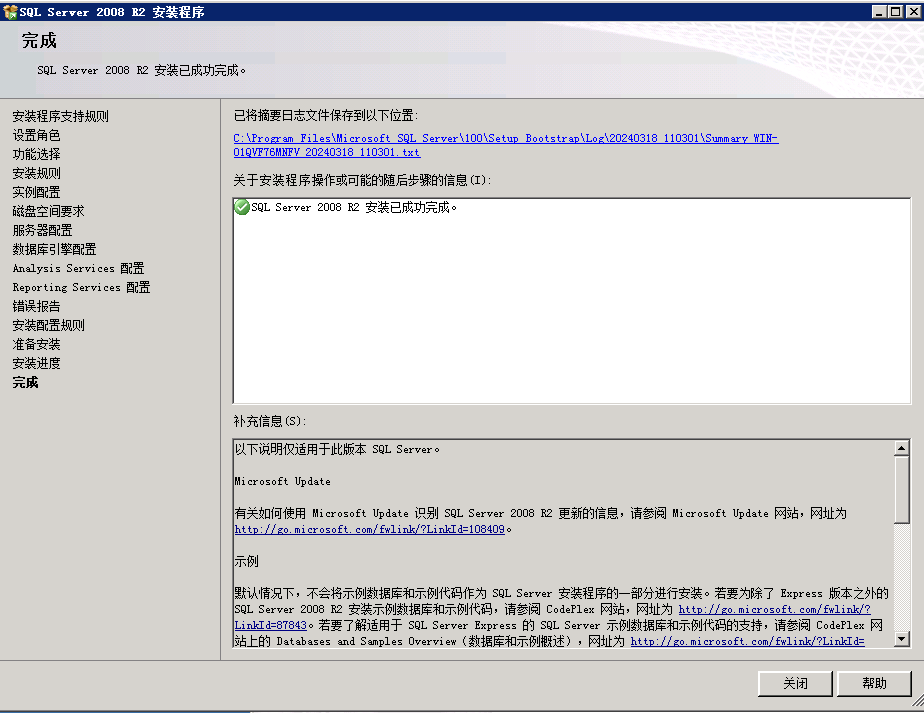 SQL Server 2008 R2 安装程序
完成
SQL Server 2008 R2 安装已成功完成。
安装程序支持规则
设置角色
功能选择
安装规则
实例配置
磁盘空间要求
服务器配置
数据库引擎配置
Analysis Services 配置
Reporting Services 配置
错误报告
安装配置规则
准备安装
安装进度
完成
已将摘要日志文件保存到以下位置:
C:\Program Files\Microsoft SQL Server\100\Setup Bootstrap\Log\20240318_110301\Summary_WIN-
O1QVF76MNFV_20240318_110301.txt
关于安装程序操作或可能的随后步骤的信息(I):
SQL Server 2008 R2 安装已成功完成。
补充信息(S):
以下说明仅适用于此版本 SQL Server。
Microsoft Update
有关如何使用 Microsoft Update 识别 SQL Server 2008 R2 更新的信息，请参阅 Microsoft Update 网站，网址为
http://go.microsoft.com/fwlink/?LinkId=108409。
示例
默认情况下，不会将示例数据库和示例代码作为 SQL Server 安装程序的一部分进行安装。若要为除了 Express 版本之外的
SQL Server 2008 R2 安装示例数据库和示例代码，请参阅 CodePlex 网站，网址为 http://go.microsoft.com/fwlink/?
LinkId=87843。若要了解适用于 SQL Server Express 的 SQL Server 示例数据库和示例代码的支持，请参阅 CodePlex 网
站上的 Databases and Samples Overview（数据库和示例概述），网址为 http://go.microsoft.com/fwlink/?LinkId=
关闭
帮助